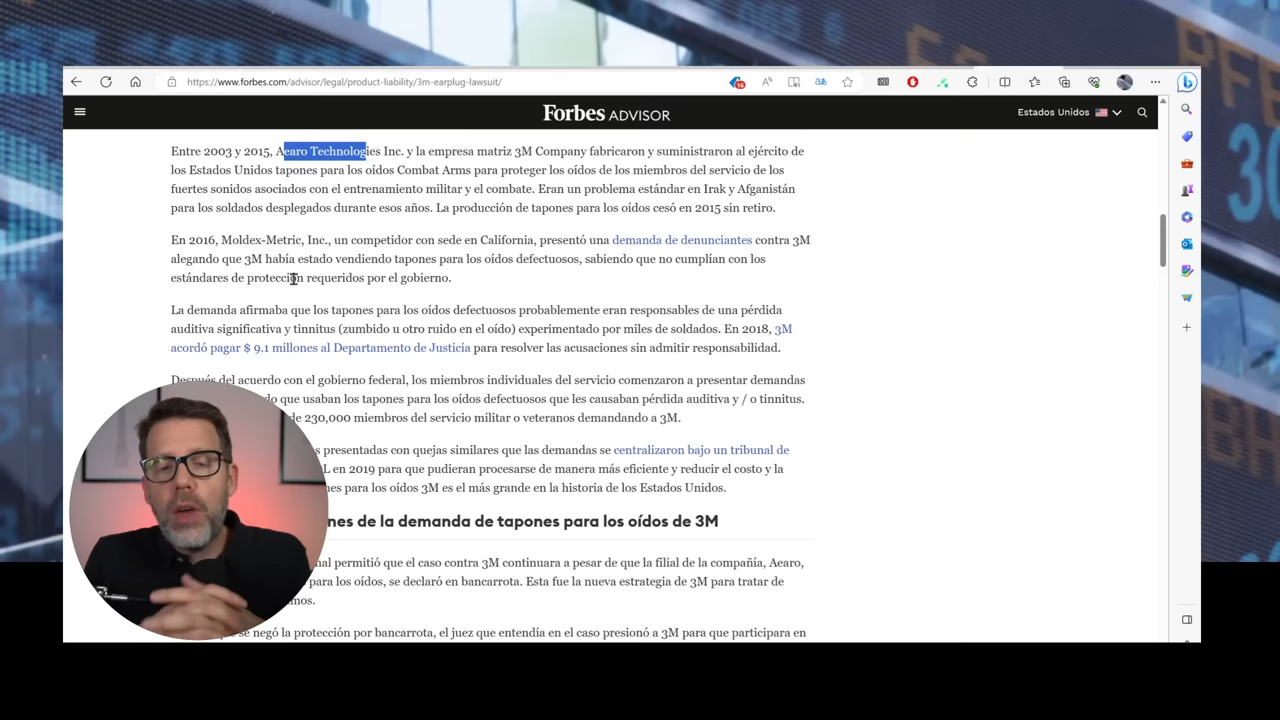 https://www.forbes.com/advisor/legal/product-liability/3m-earplug-lawsuit/
Forbes ADVISOR
Estados Unidos
Entre 2003 y 2015, Aearo Technologies Inc. y la empresa matriz 3M Company fabricaron y suministraron al ejército de
los Estados Unidos tapones para los oídos Combat Arms para proteger los oídos de los miembros del servicio de los
fuertes sonidos asociados con el entrenamiento militar y el combate. Eran un problema estándar en Irak y Afganistán
para los soldados desplegados durante esos años. La producción de tapones para los oídos cesó en 2015 sin retiro.
En 2016, Moldex-Metric, Inc., un competidor con sede en California, presentó una demanda de denunciantes contra 3M
alegando que 3M había estado vendiendo tapones para los oídos defectuosos, sabiendo que no cumplían con los
estándares de protección requeridos por el gobierno.
La demanda afirmaba que los tapones para los oídos defectuosos probablemente eran responsables de una pérdida
auditiva significativa y tinnitus (zumbido u otro ruido en el oído) experimentado por miles de soldados. En 2018, 3M
acordó pagar $ 9.1 millones al Departamento de Justicia para resolver las acusaciones sin admitir responsabilidad.
Después del acuerdo con el gobierno federal, los miembros individuales del servicio comenzaron a presentar demandas
do que usaban los tapones para los oídos defectuosos que les causaban pérdida auditiva y / o tinnitus.
de 230,000 miembros del servicio militar o veteranos demandando a 3M.
s presentadas con quejas similares que las demandas se centralizaron bajo un tribunal de
L en 2019 para que pudieran procesarse de manera más eficiente y reducir el costo y la
nes para los oídos 3M es el más grande en la historia de los Estados Unidos.
nes de la demanda de tapones para los oídos de 3M
nal permitió que el caso contra 3M continuara a pesar de que la filial de la compañía, Aearo,
para los oídos, se declaró en bancarrota. Esta fue la nueva estrategia de 3M para tratar de
mos.
se negó la protección por bancarrota, el juez que entendía en el caso presionó a 3M para que participara en